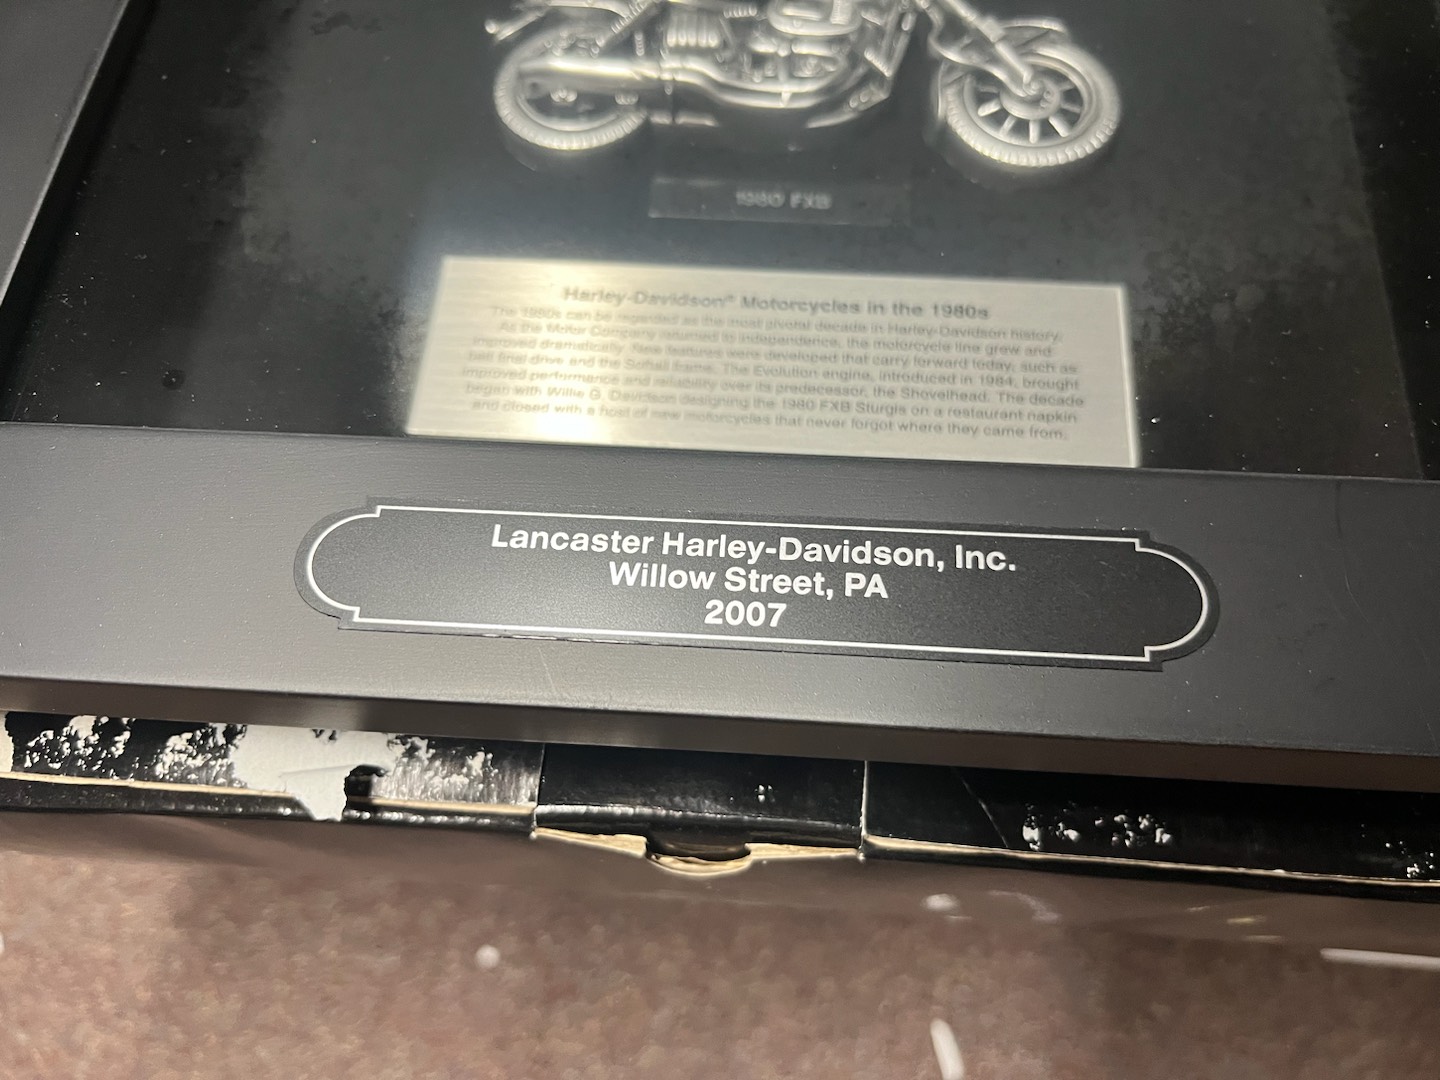 1980 FXB
Harley-Davidson® Motorcycles in the 1980s
The 1980s can be regarded as the most pivotal decade in Harley-Davidson history.
As the Motor Company returned to independence, the motorcycle line grew and
improved dramatically. New features were developed that carry forward today, such as
belt final drive and the Softail frame. The Evolution engine, introduced in 1984, brought
improved performance and reliability over its predecessor, the Shovelhead. The decade
began with Willie G. Davidson designing the 1980 FXB Sturgis on a restaurant napkin
and closed with a host of new motorcycles that never forgot where they came from.
Lancaster Harley-Davidson, Inc.
Willow Street, PA
2007